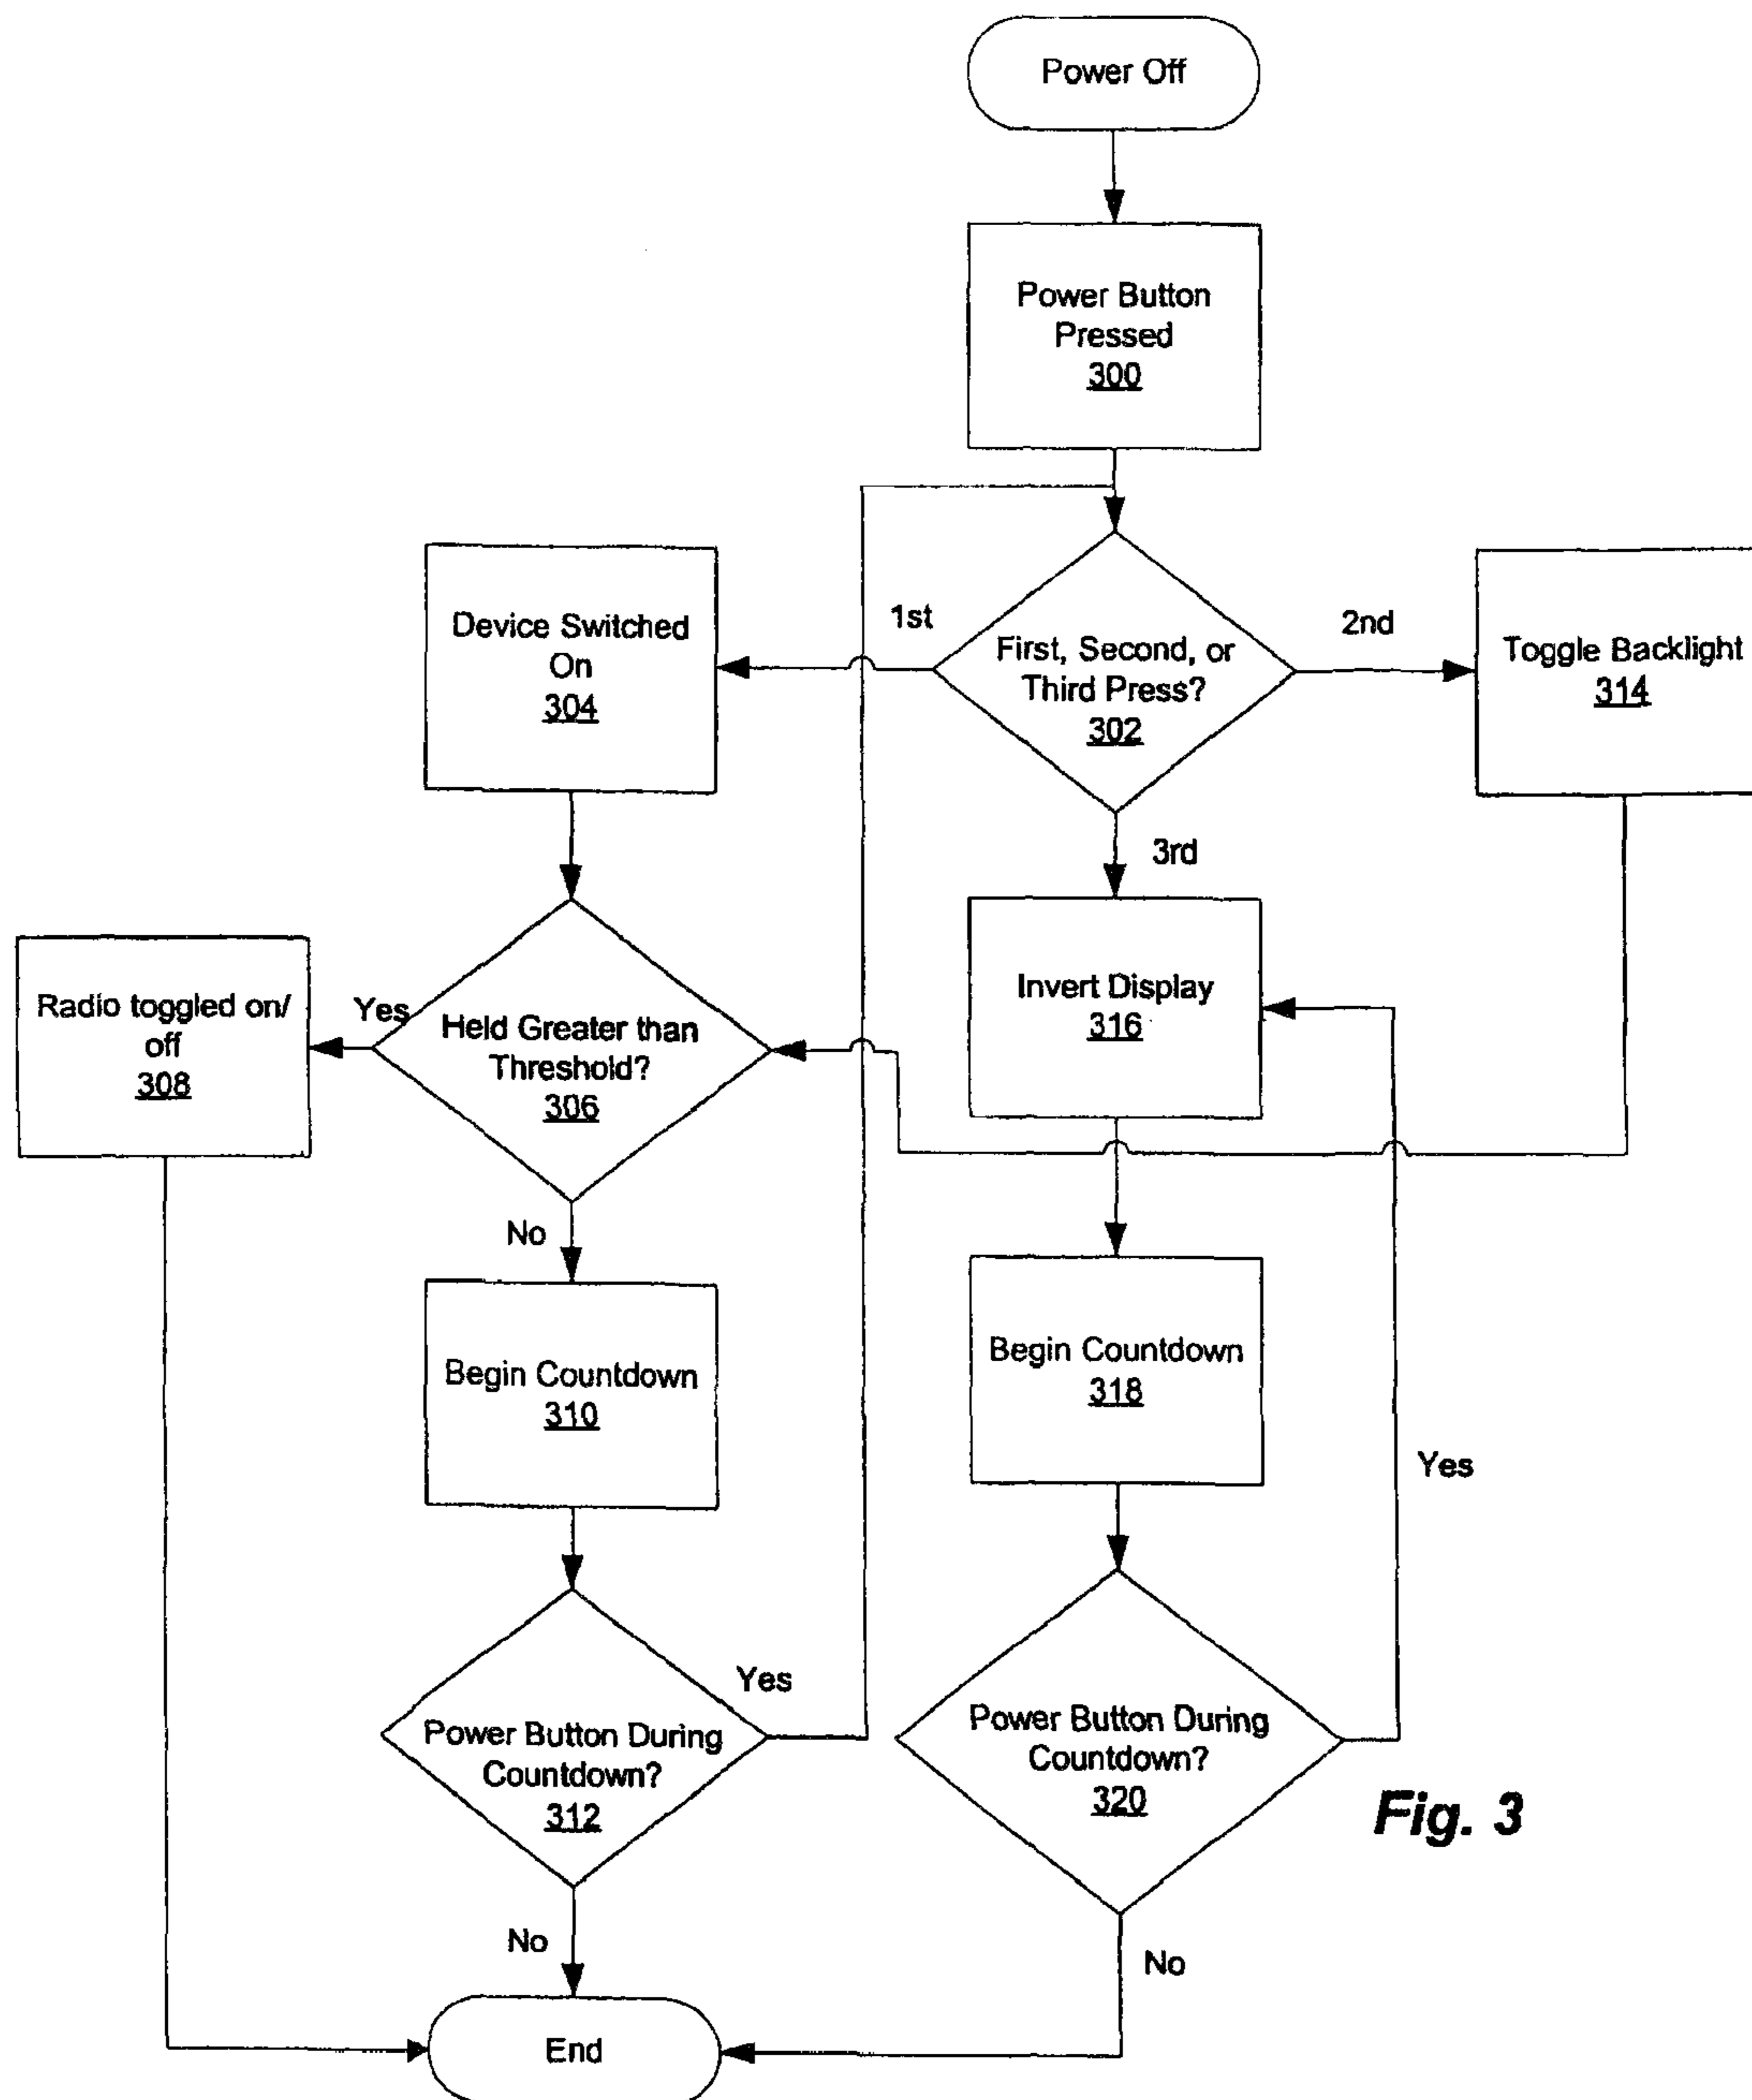 Power Off
Power Button
Pressed
300
First, Second, or
Third Press?
302
1st
2nd
3rd
Device Switched
On
304
Toggle Backlight
314
Held Greater than
Threshold?
306
Yes
Radio toggled on/
off
308
Invert Display
316
No
Begin Countdown
310
Begin Countdown
318
Yes
Power Button During
Countdown?
312
Yes
Power Button During
Countdown?
320
Fig. 3
No
No
End